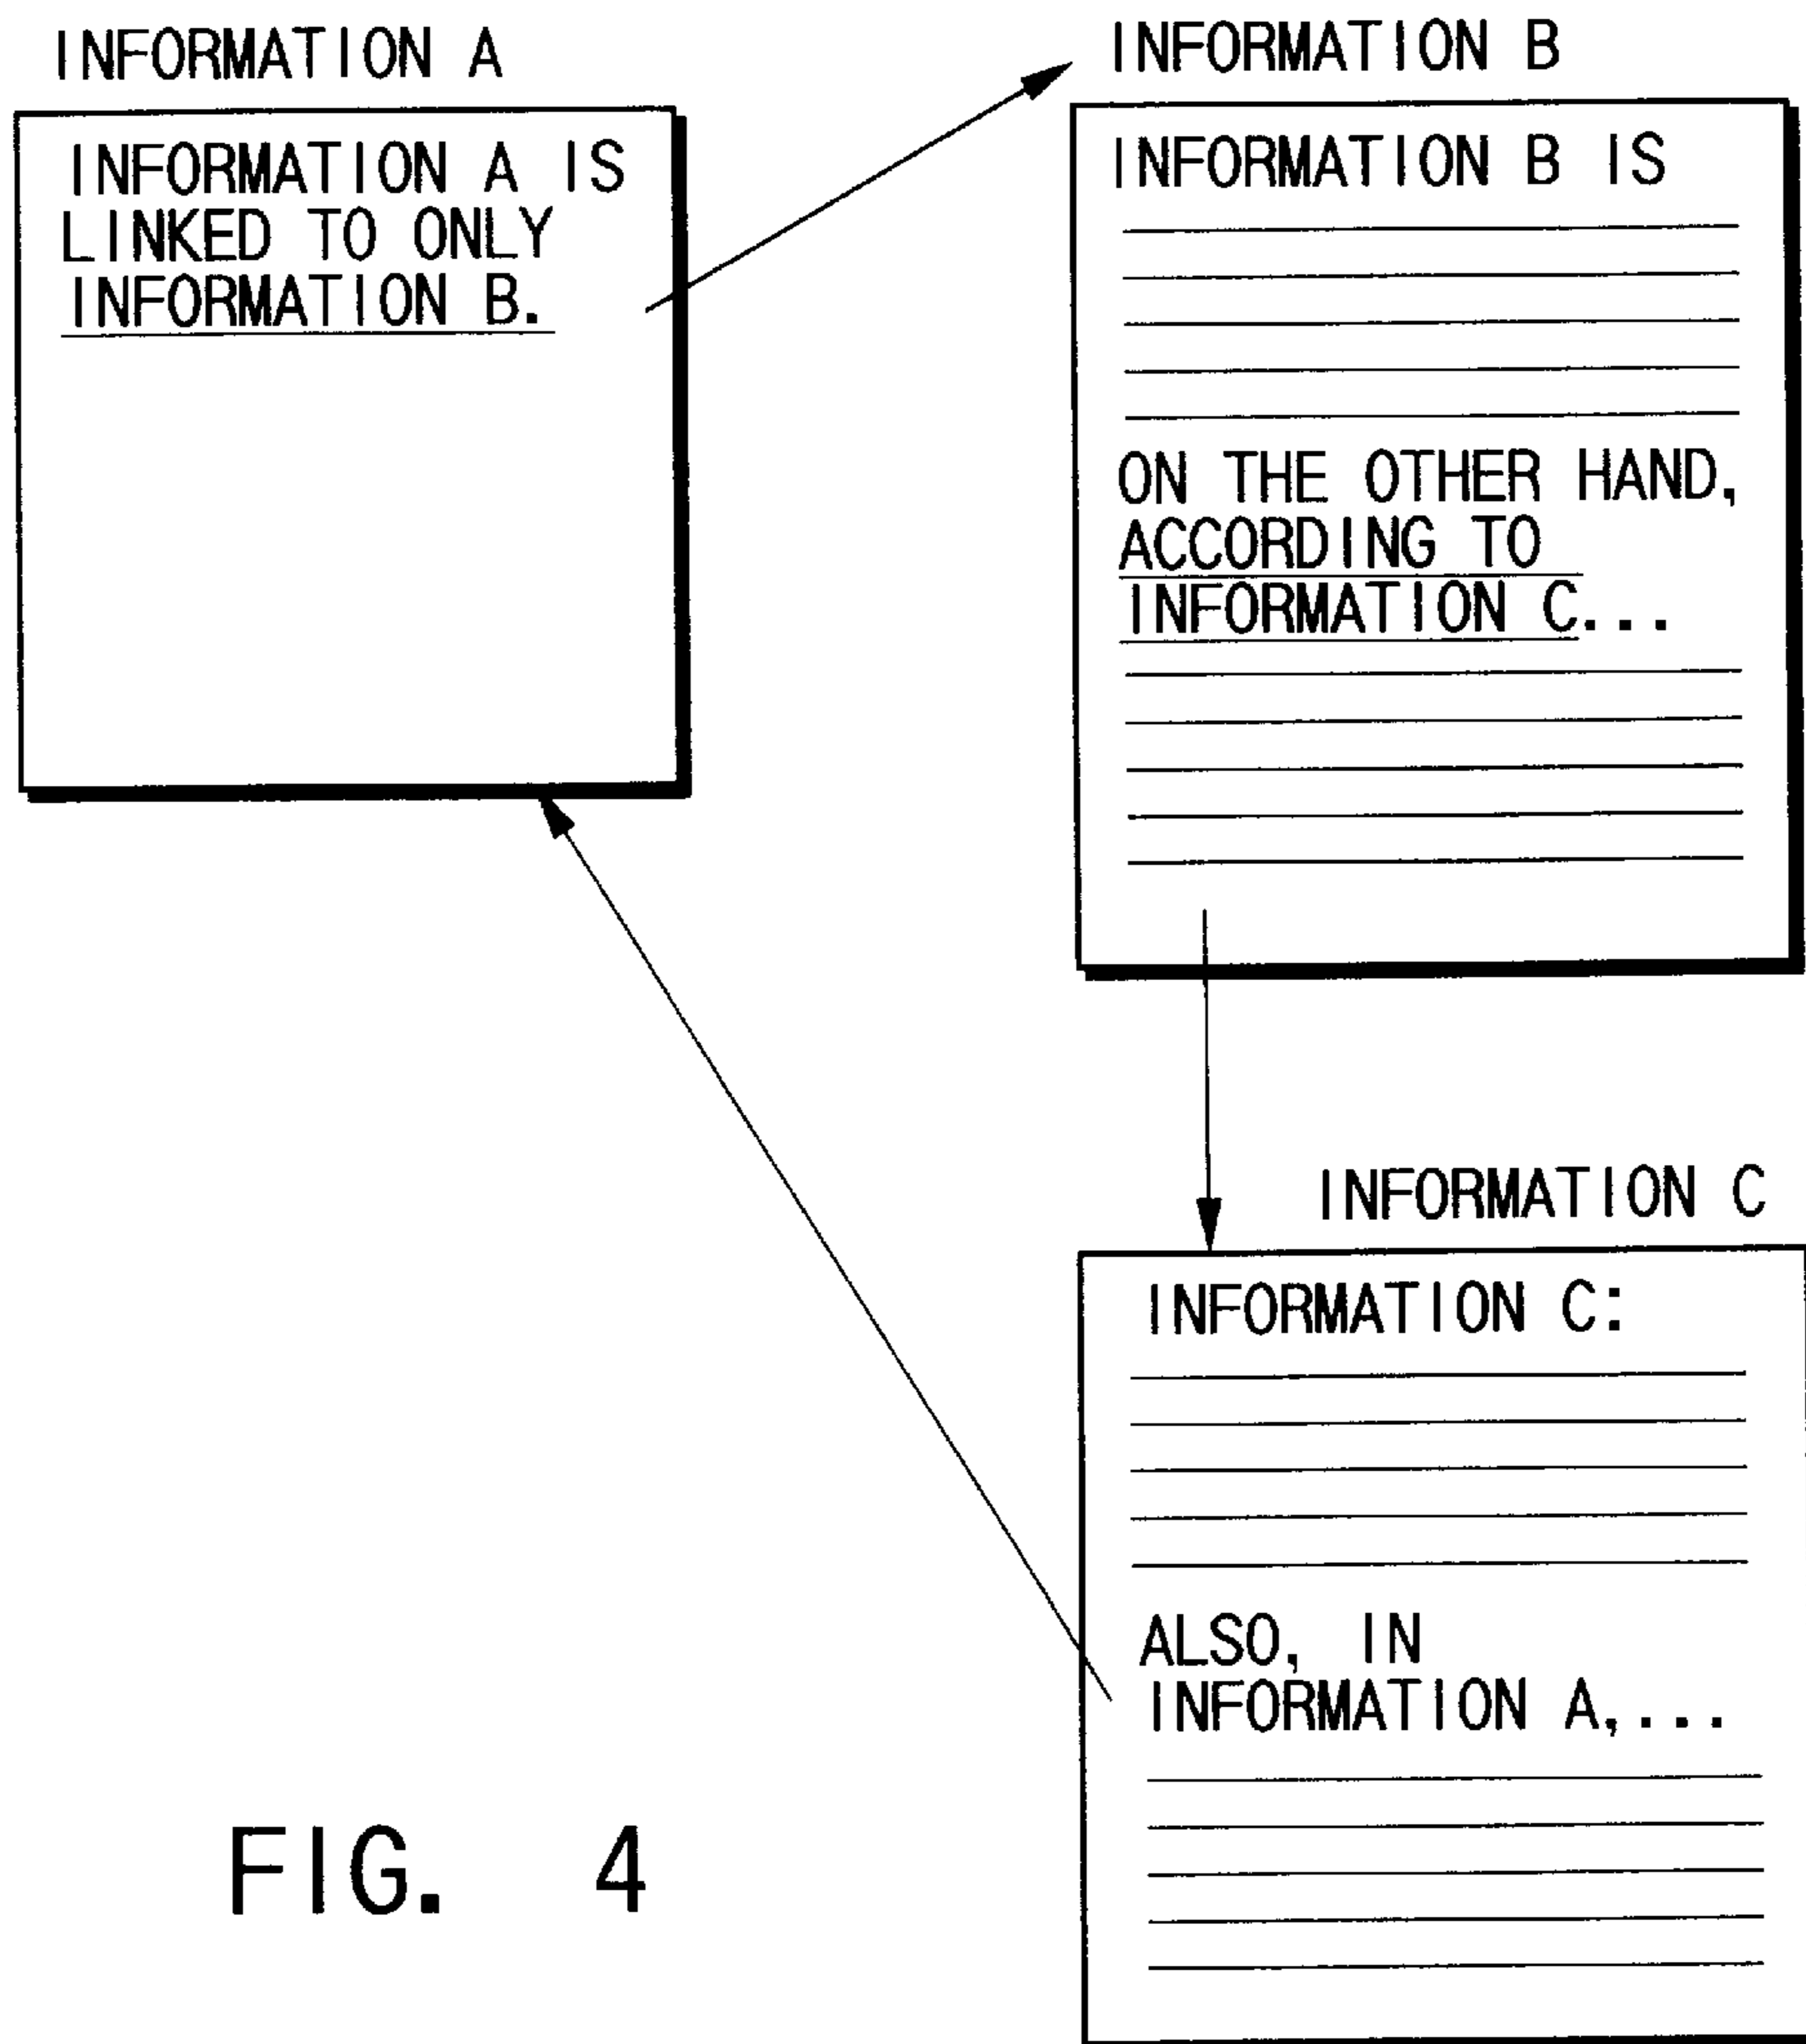 INFORMATION A
INFORMATION A IS
LINKED TO ONLY
INFORMATION B.
INFORMATION B
INFORMATION B IS
ON THE OTHER HAND,
ACCORDING TO
INFORMATION C...
INFORMATION C
INFORMATION C:
ALSO, IN
INFORMATION A,...
FIG. 4